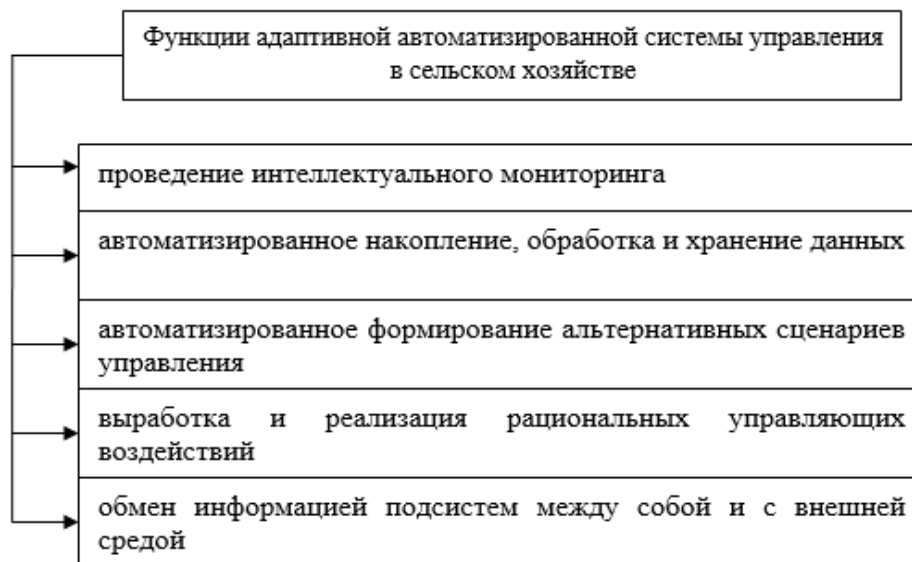 Функции адаптивной автоматизированной системы управления
в сельском хозяйстве
проведение интеллектуального мониторинга
автоматизированное накопление, обработка и хранение данных
автоматизированное формирование альтернативных сценариев
управления
выработка и реализация рациональных управляющих
воздействий
обмен информацией подсистем между собой и с внешней
средой